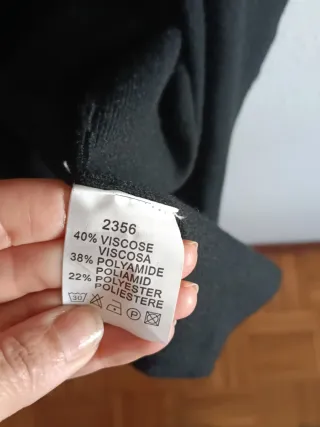 2356
40% VISCOSE
VISCOSA
38% POLYAMIDE
POLIAMID
22% POLYESTER
POLIESTERE
30